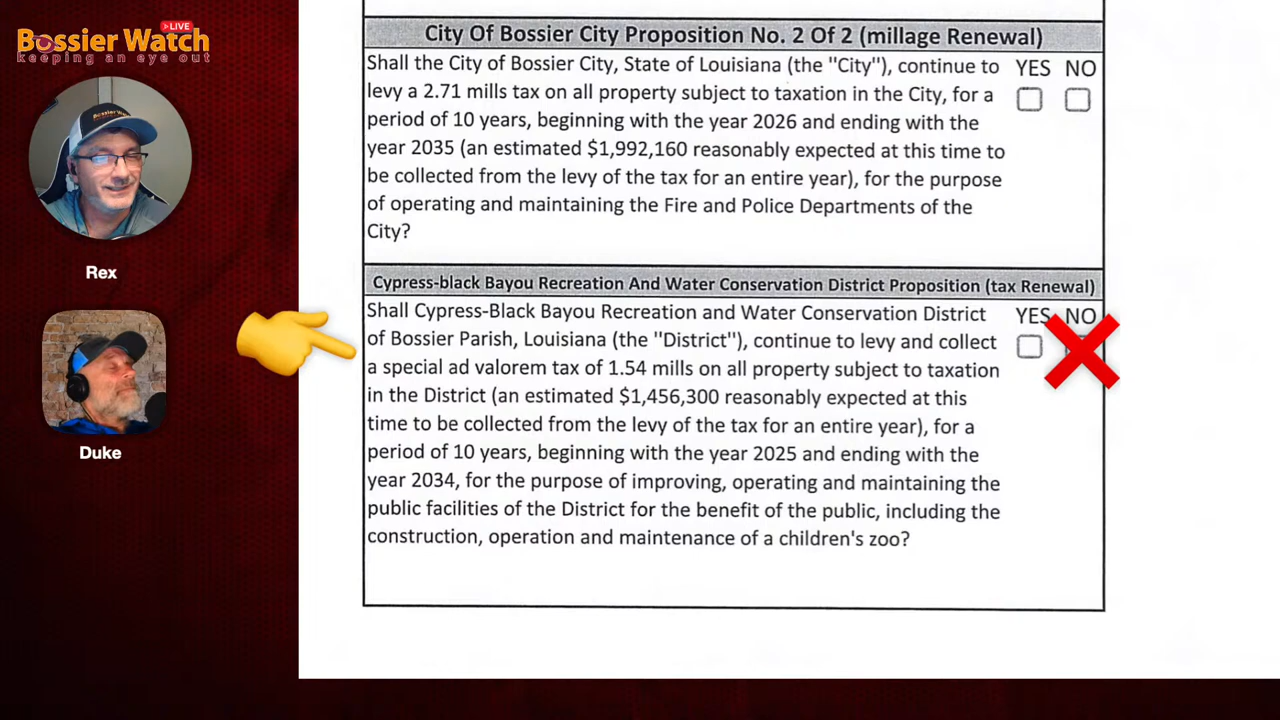 LIVE
Bossier Watch
keeping an eye out
Rex
Duke
City Of Bossier City Proposition No. 2 Of 2 (millage Renewal)
Shall the City of Bossier City, State of Louisiana (the "City"), continue to
levy a 2.71 mills tax on all property subject to taxation in the City, for a
period of 10 years, beginning with the year 2026 and ending with the
year 2035 (an estimated $1,992,160 reasonably expected at this time to
be collected from the levy of the tax for an entire year), for the purpose
of operating and maintaining the Fire and Police Departments of the
City?
YES NO
Cypress-black Bayou Recreation And Water Conservation District Proposition (tax Renewal)
Shall Cypress-Black Bayou Recreation and Water Conservation District
of Bossier Parish, Louisiana (the "District"), continue to levy and collect
a special ad valorem tax of 1.54 mills on all property subject to taxation
in the District (an estimated $1,456,300 reasonably expected at this
time to be collected from the levy of the tax for an entire year), for a
period of 10 years, beginning with the year 2025 and ending with the
year 2034, for the purpose of improving, operating and maintaining the
public facilities of the District for the benefit of the public, including the
construction, operation and maintenance of a children's zoo?
YES NO